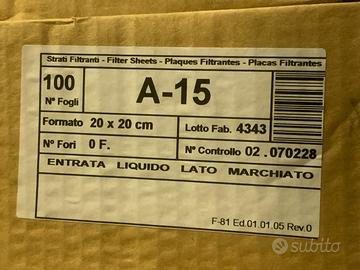 Strati Filtranti - Filter Sheets - Plaques Filtrantes - Placas Filtrantes
100
N° Fogli
A-15
Formato 20 x 20 cm
Lotto Fab. 4343
N° Fori 0 F.
N° Controllo 02.070228
ENTRATA LIQUIDO LATO MARCHIATO
F-81 Ed.01.01.05 Rev.0
subito